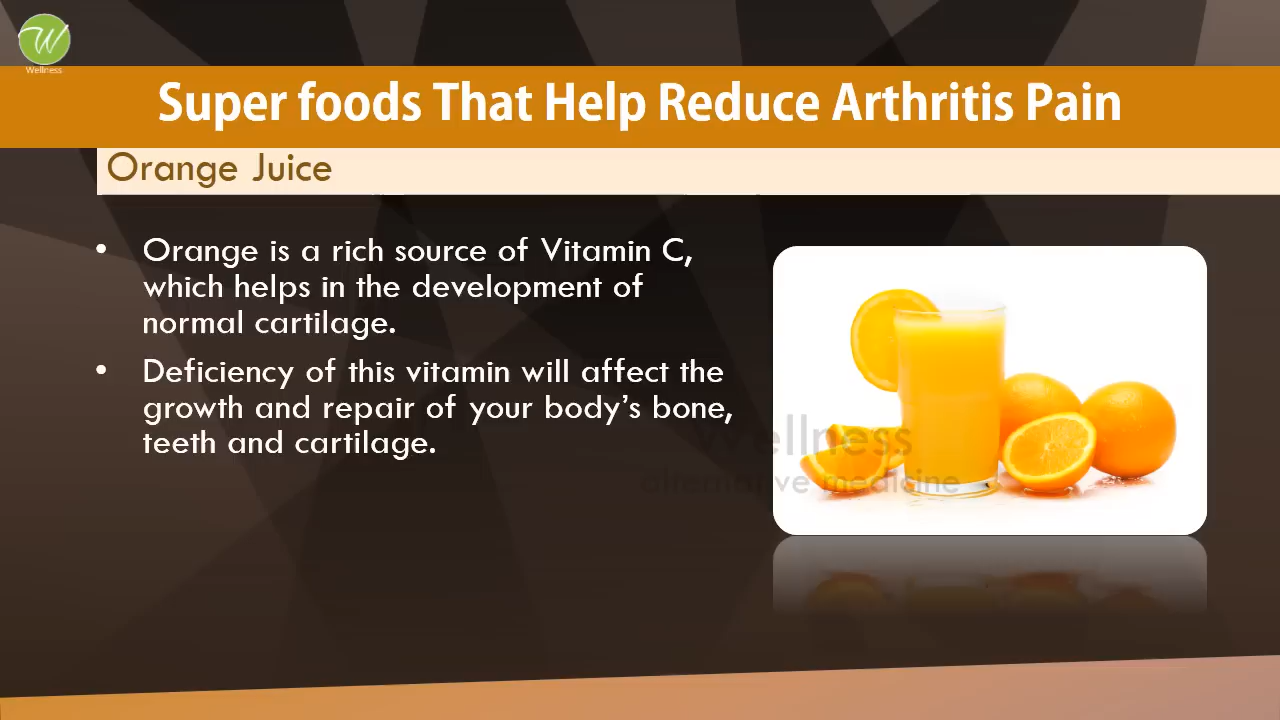 W
Wellness
Super foods That Help Reduce Arthritis Pain
Orange Juice
• Orange is a rich source of Vitamin C,
which helps in the development of
normal cartilage.
• Deficiency of this vitamin will affect the
growth and repair of your body's bone,
teeth and cartilage.
Wellness
alternative medicine